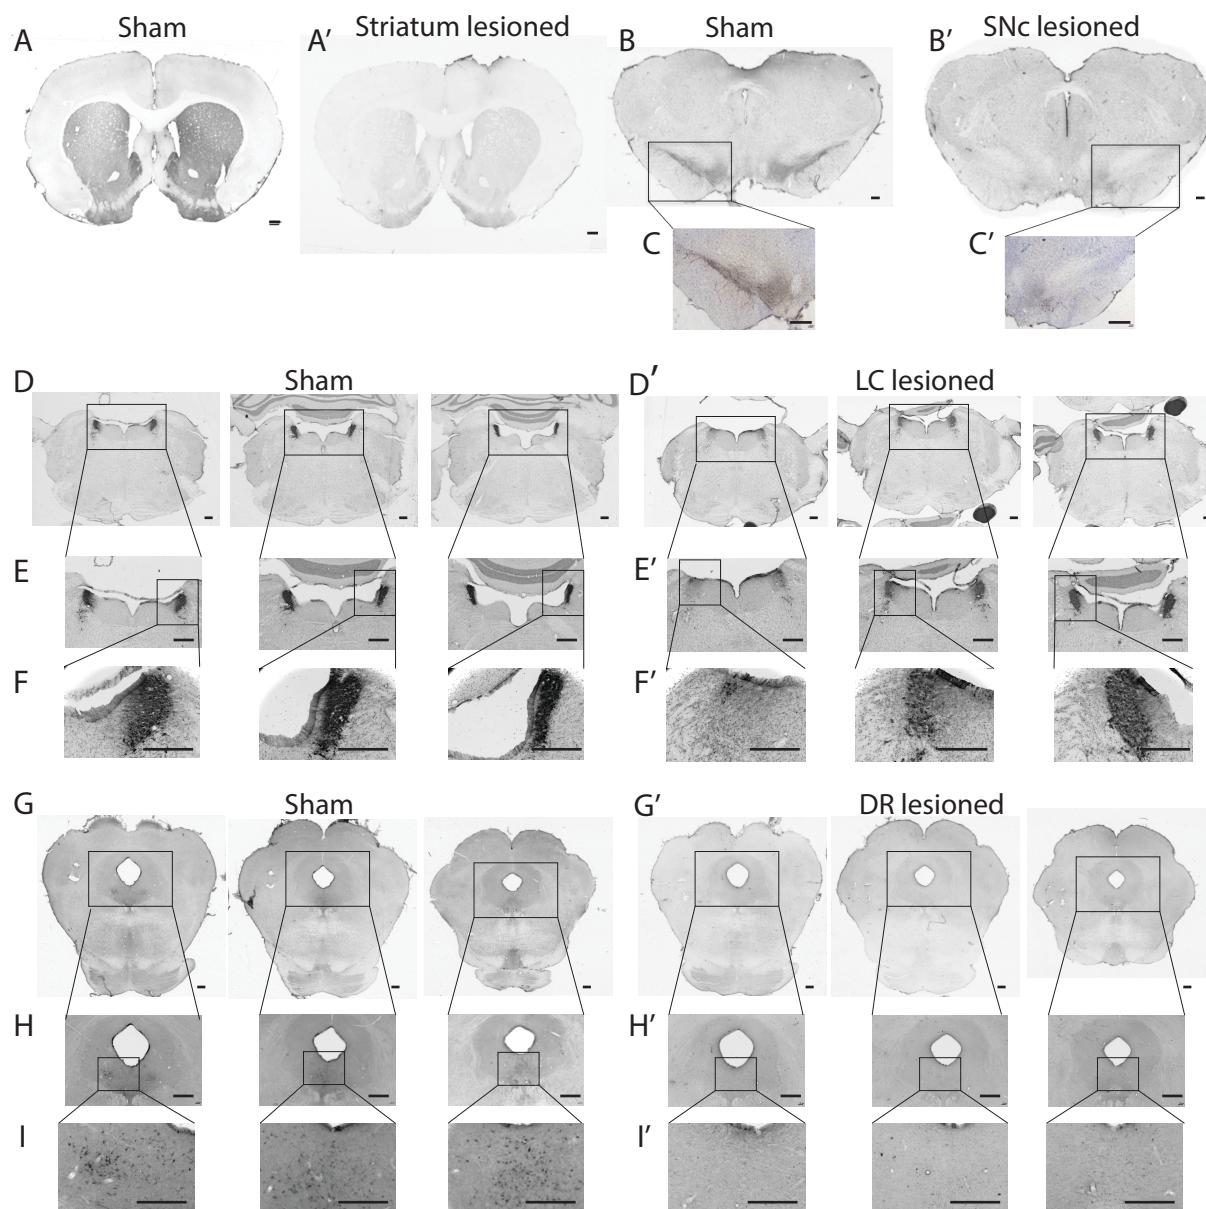 A Sham A′ Striatum lesioned B Sham B′ SNc lesioned
C C′
D Sham D′ LC lesioned
E E′
F F′
G Sham G′ DR lesioned
H H′
I I′